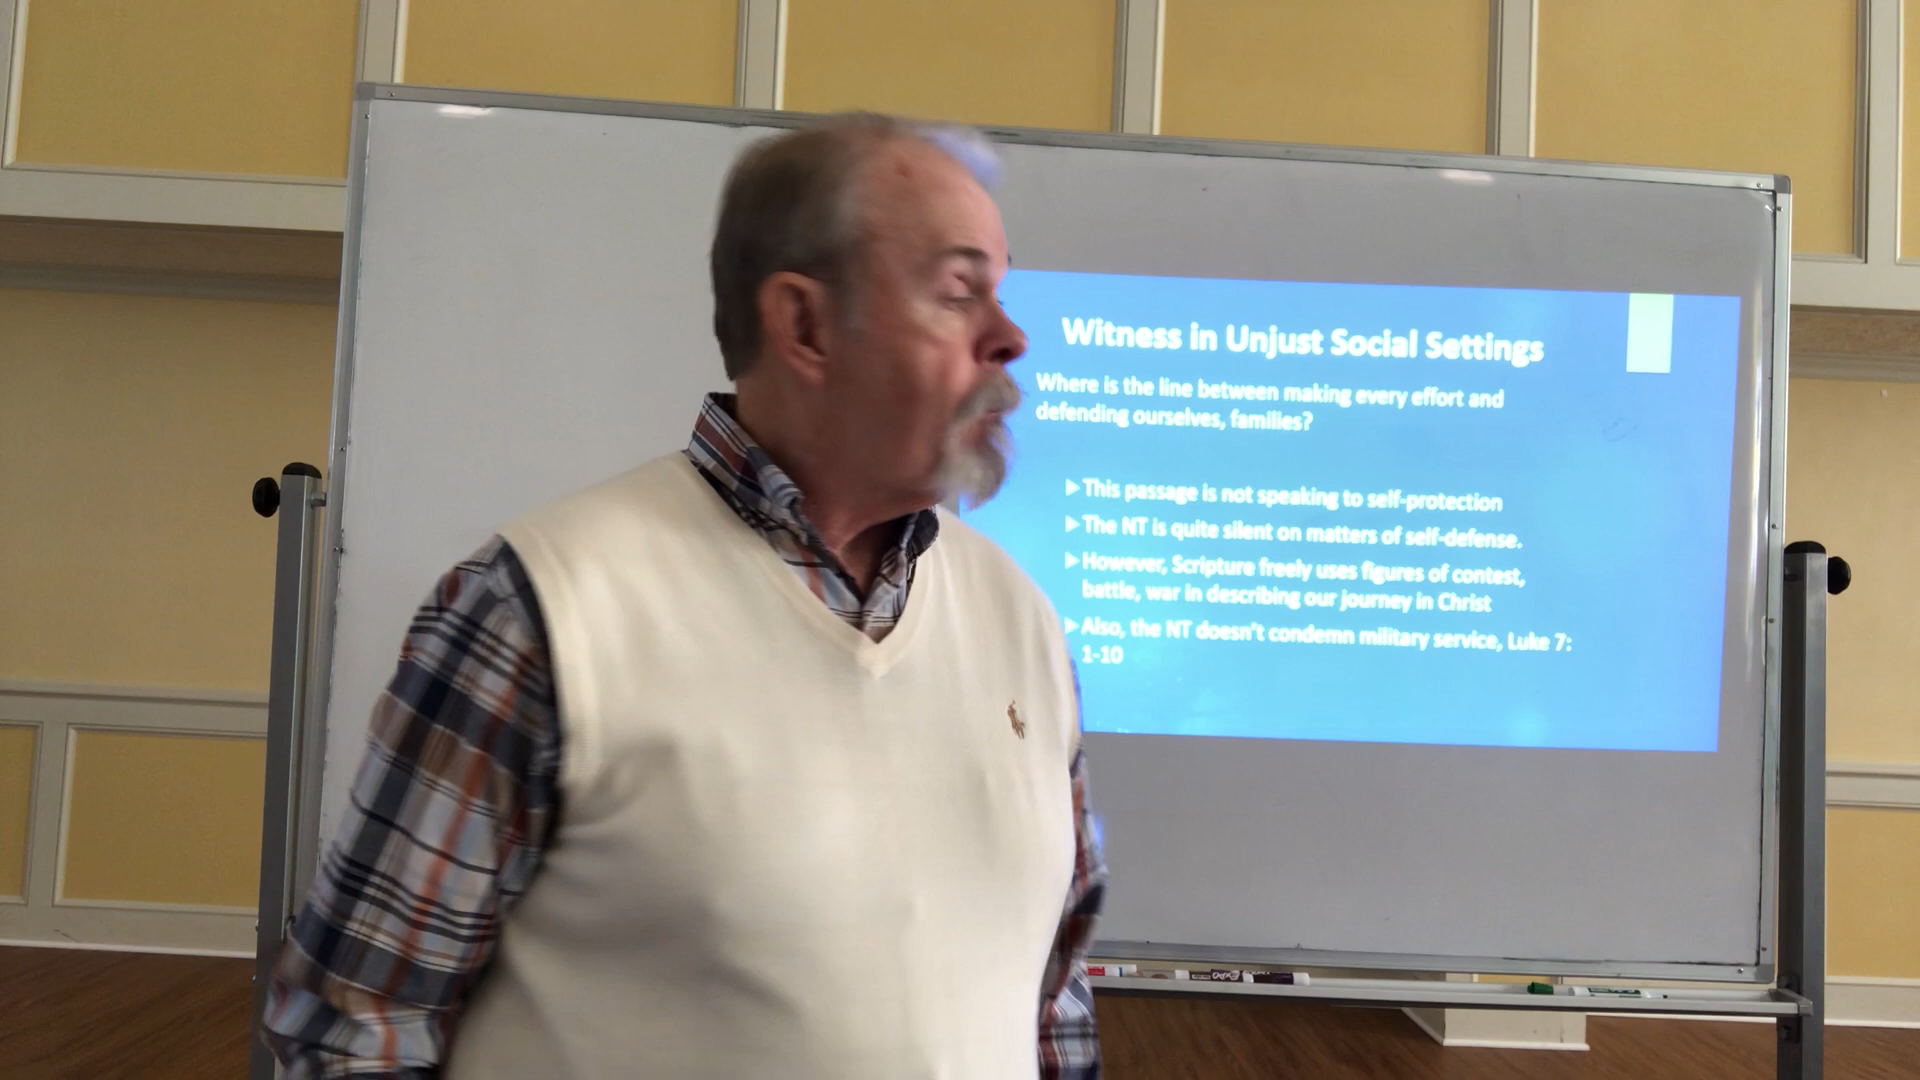 Witness in Unjust Social Settings
Where is the line between making every effort and
defending ourselves, families?
This passage is not speaking to self-protection
The NT is quite silent on matters of self-defense.
However, Scripture freely uses figures of contest,
battle, war in describing our journey in Christ
Also, the NT doesn't condemn military service, Luke 7:
1-10